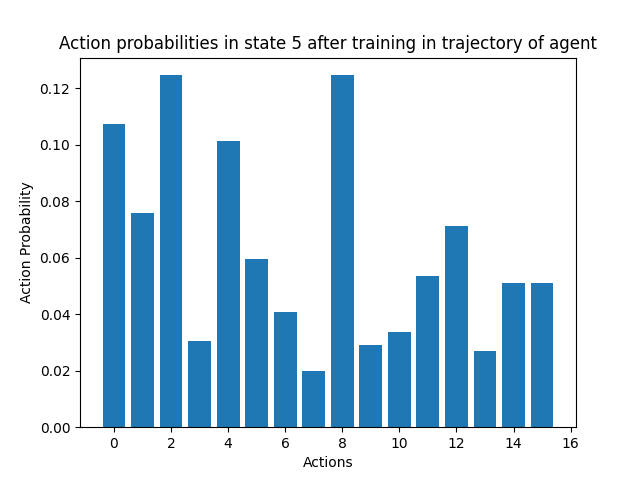 Action probabilities in state 5 after training in trajectory of agent
0.12
0.10
0.08
0.06
0.04
0.02
0.00
Action Probability
0 2 4 6 8 10 12 14 16
Actions